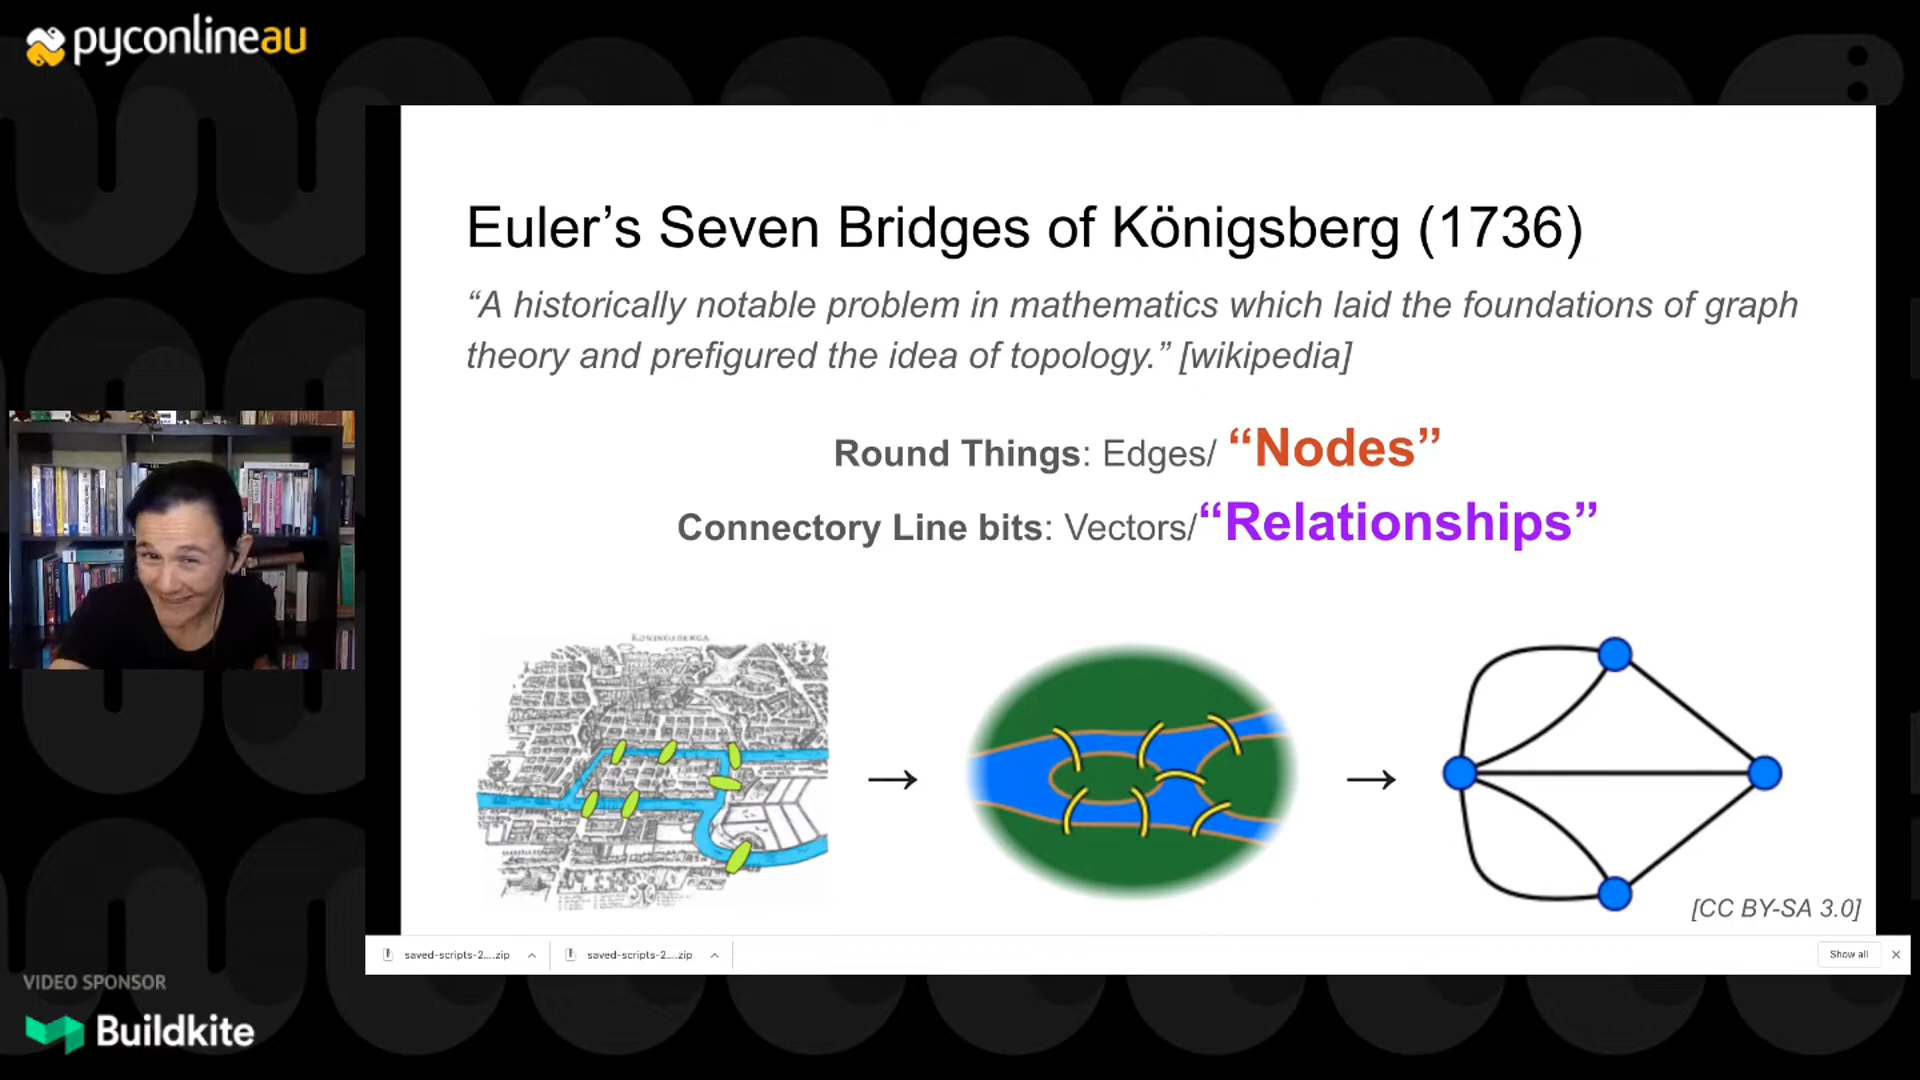 pyconlineau
Euler’s Seven Bridges of Königsberg (1736)
“A historically notable problem in mathematics which laid the foundations of graph
theory and prefigured the idea of topology.” [wikipedia]
Round Things: Edges/ “Nodes”
Connectory Line bits: Vectors/“Relationships”
KONINGSBERGA
→ →
[CC BY-SA 3.0]
saved-scripts-2....zip saved-scripts-2....zip Show all
VIDEO SPONSOR
Buildkite